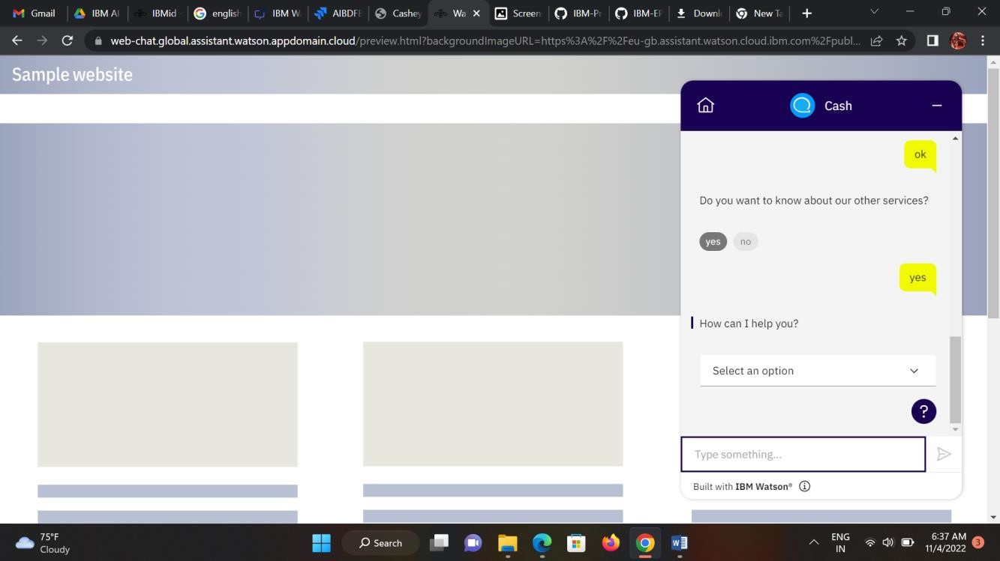 Gmail
IBM AI
IBMid -
english
IBM W
AIBDFB
Cashey
Wa
Screen
IBM-Pr
IBM-EP
Downl
New Ta
web-chat.global.assistant.watson.appdomain.cloud/preview.html?backgroundImageURL=https%3A%2F%2Feu-gb.assistant.watson.cloud.ibm.com%2Fpubl...
Sample website
Cash
ok
Do you want to know about our other services?
yes no
yes
How can I help you?
Select an option
?
Type something...
Built with IBM Watson®
75°F
Cloudy
Search
ENG
IN
6:37 AM
11/4/2022
3